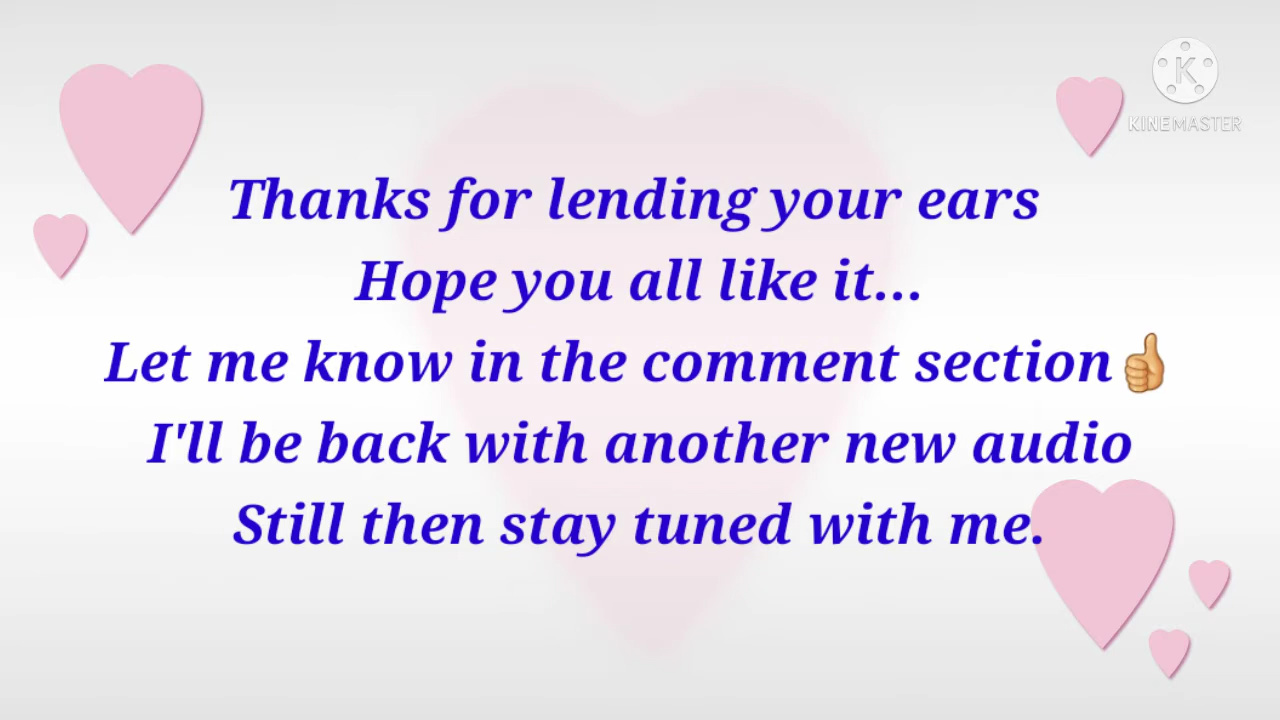 K
KINEMASTER
Thanks for lending your ears
Hope you all like it...
Let me know in the comment section👍
I'll be back with another new audio
Still then stay tuned with me.